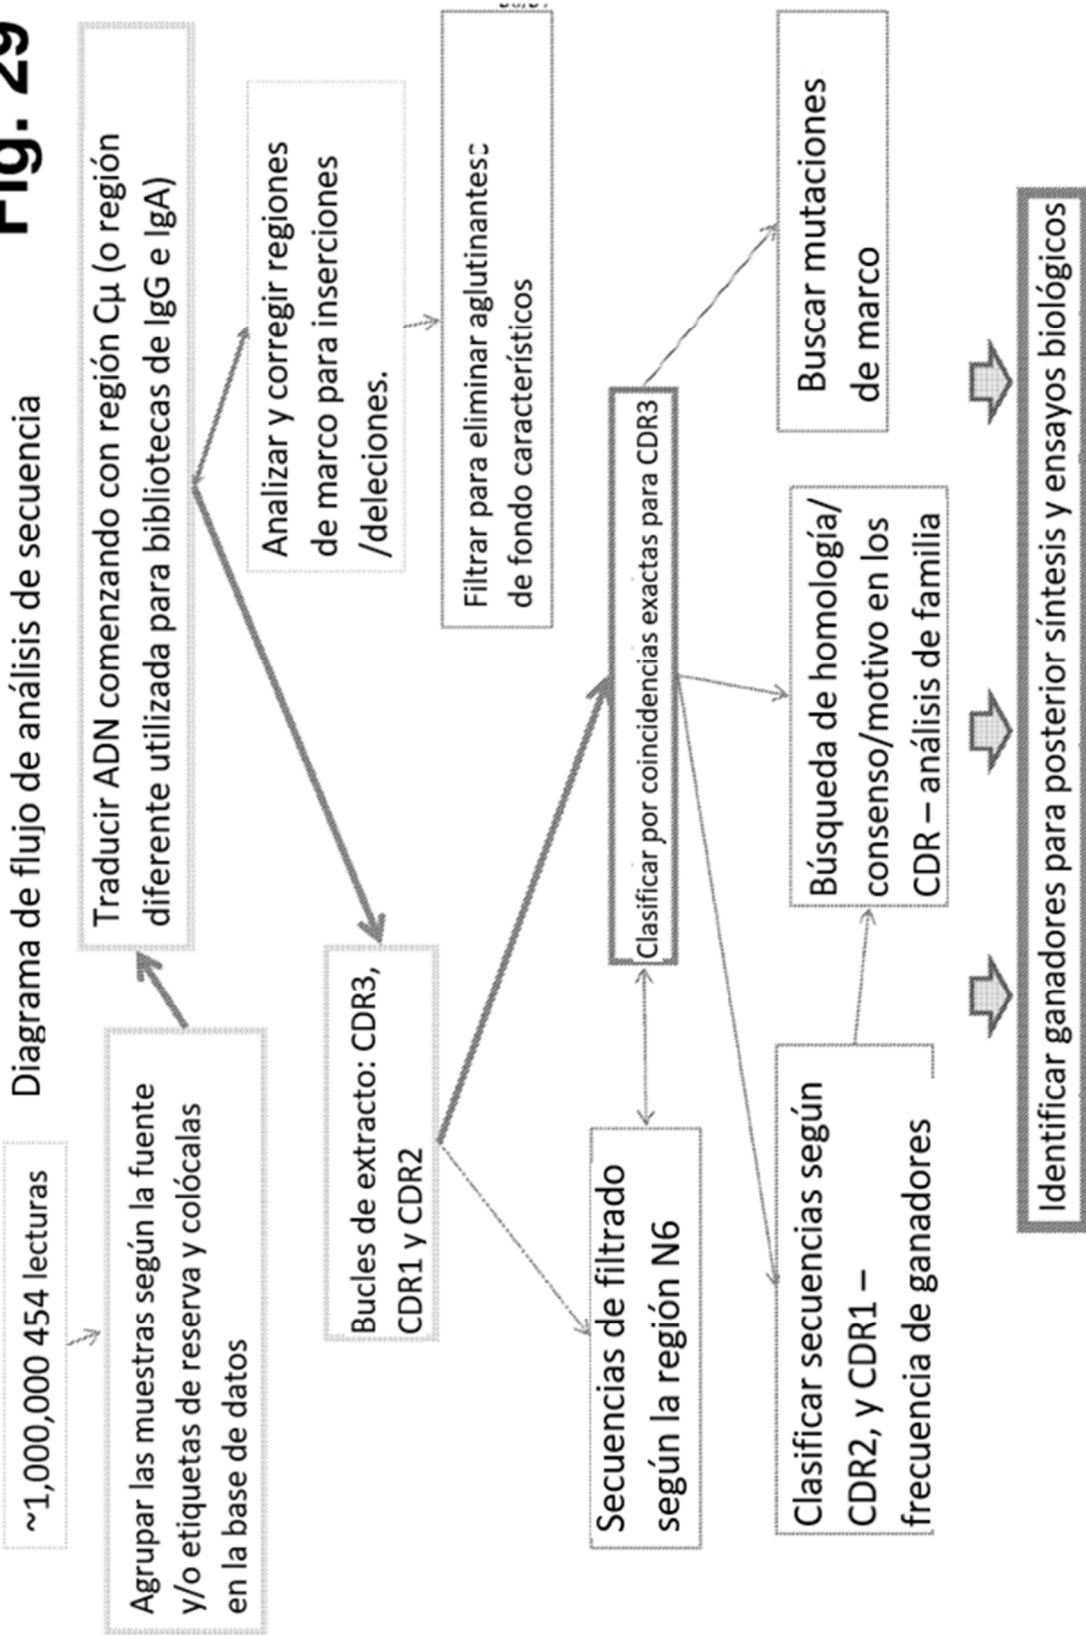 Fig. 29
Diagrama de flujo de análisis de secuencia
~1,000,000 454 lecturas
Agrupar las muestras según la fuente
y/o etiquetas de reserva y colócalas
en la base de datos
Traducir ADN comenzando con región Cµ (o región
diferente utilizada para bibliotecas de IgG e IgA)
Bucles de extracto: CDR3,
CDR1 y CDR2
Analizar y corregir regiones
de marco para inserciones
/deleciones.
Filtrar para eliminar aglutinantes
de fondo característicos
Secuencias de filtrado
según la región N6
Clasificar por coincidencias exactas para CDR3
Clasificar secuencias según
CDR2, y CDR1 –
frecuencia de ganadores
Búsqueda de homología/
consenso/motivo en los
CDR – análisis de familia
Buscar mutaciones
de marco
Identificar ganadores para posterior síntesis y ensayos biológicos